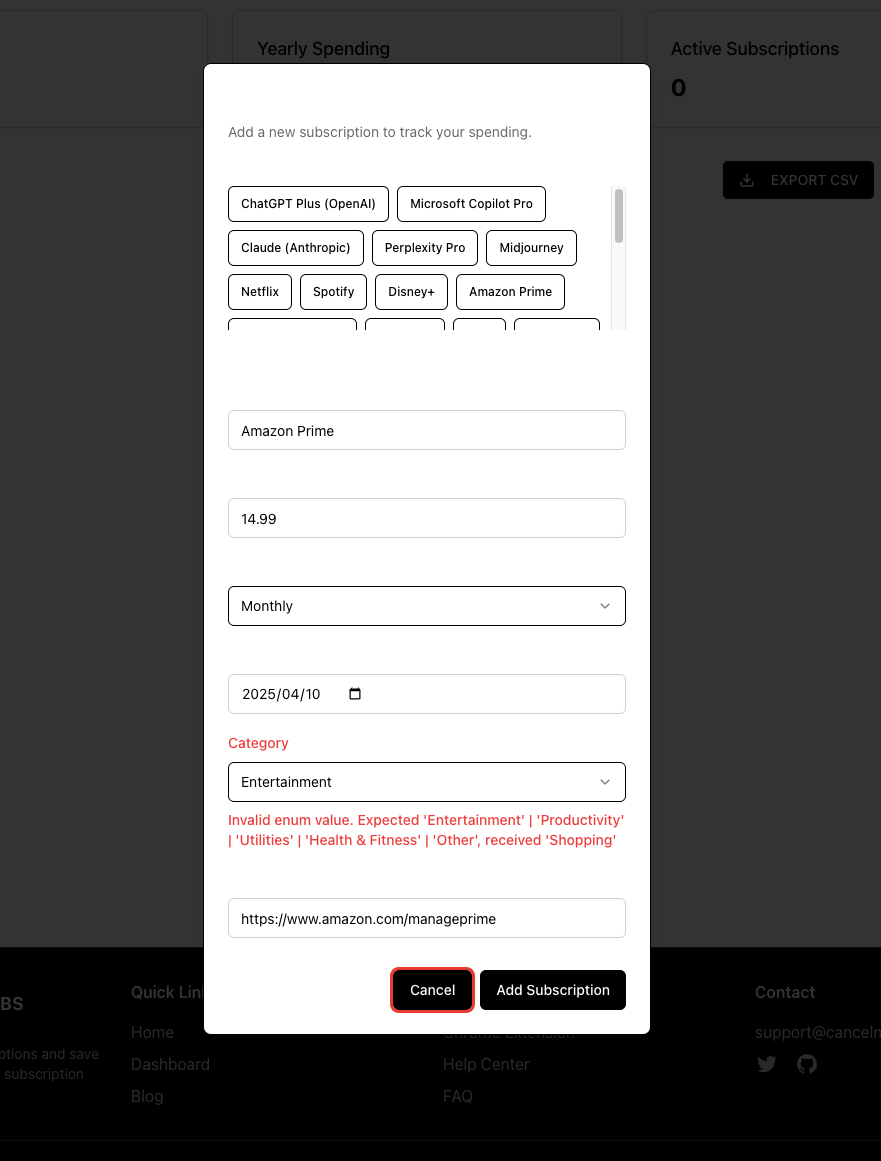 Yearly Spending
Active Subscriptions
0
EXPORT CSV
Add a new subscription to track your spending.
ChatGPT Plus (OpenAI)
Microsoft Copilot Pro
Claude (Anthropic)
Perplexity Pro
Midjourney
Netflix
Spotify
Disney+
Amazon Prime
Amazon Prime
14.99
Monthly
2025/04/10
Category
Entertainment
Invalid enum value. Expected 'Entertainment' | 'Productivity'
| 'Utilities' | 'Health & Fitness' | 'Other', received 'Shopping'
https://www.amazon.com/manageprime
Cancel
Add Subscription
BS
ptions and save
subscription
Quick Lin
Home
Dashboard
Blog
Chrome Extension
Help Center
FAQ
Contact
support@canceln